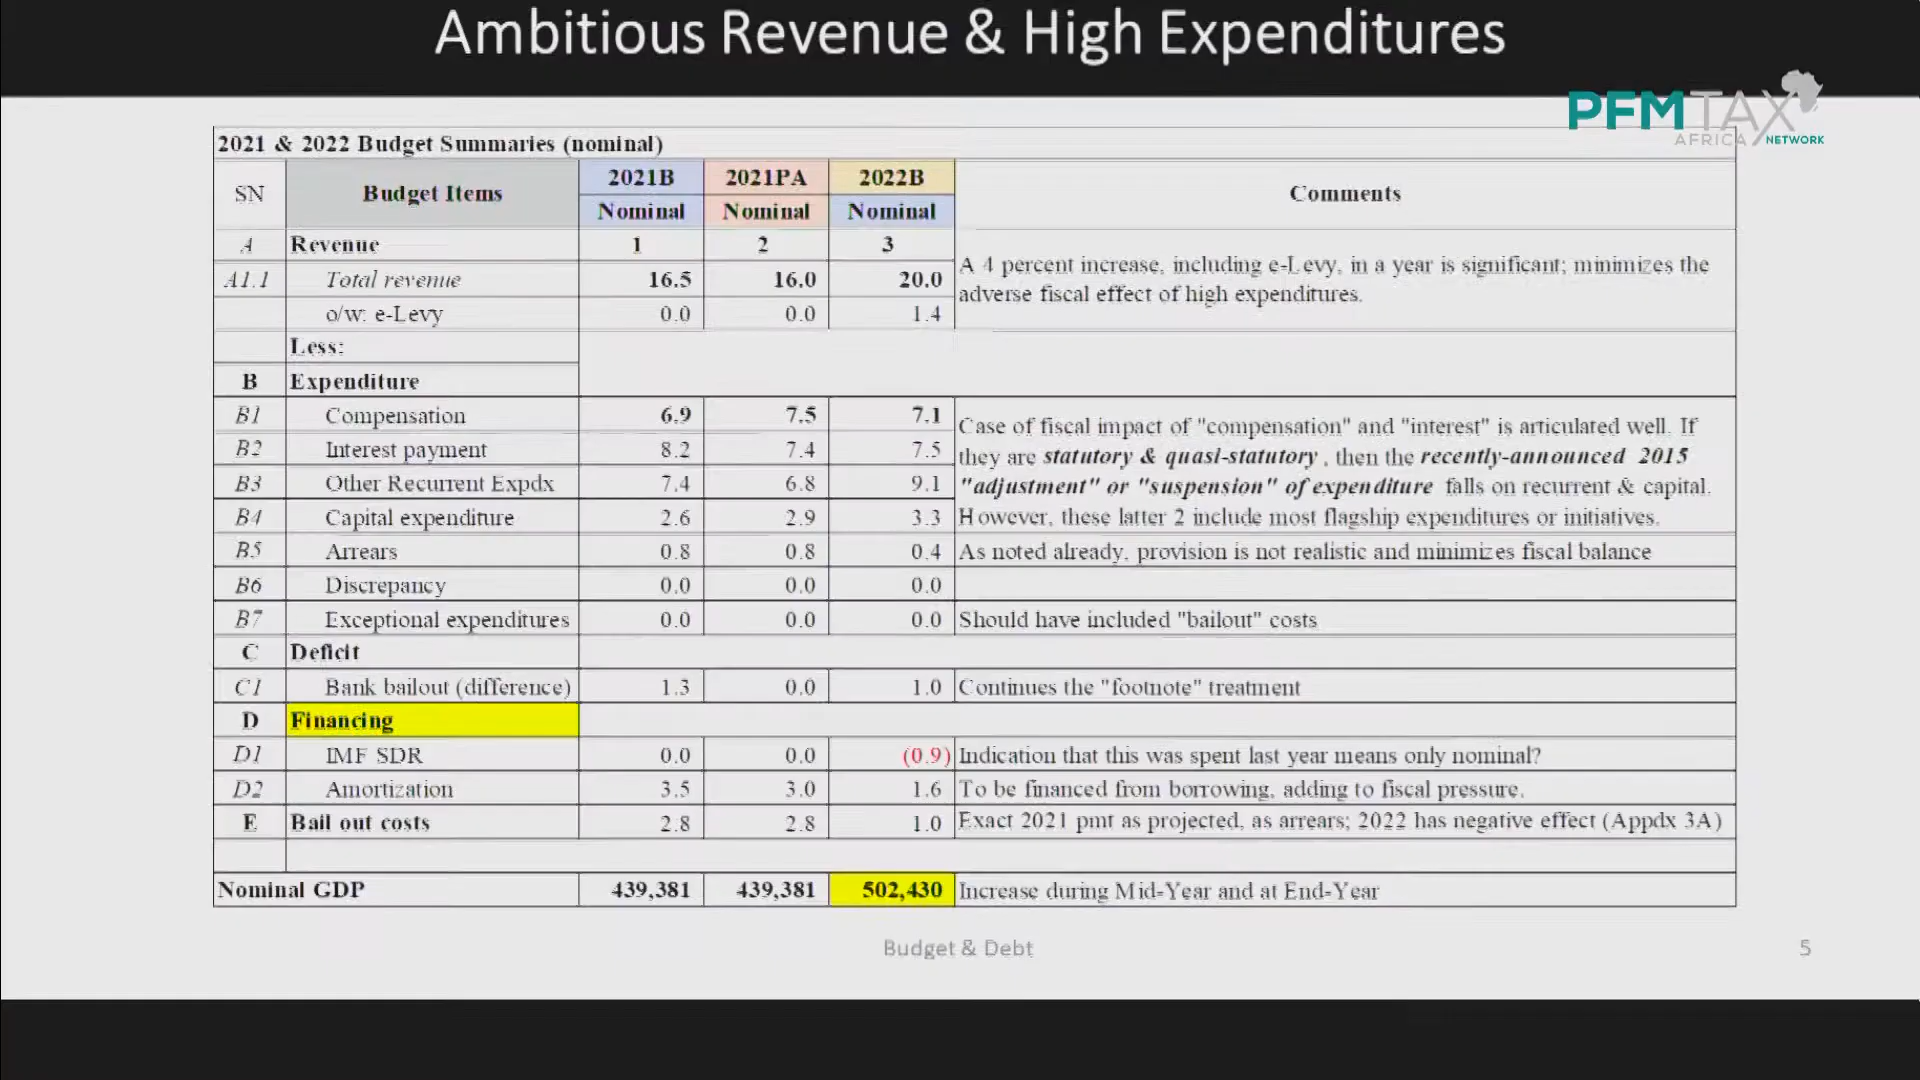 Ambitious Revenue & High Expenditures
PFMTAX
AFRICA NETWORK
2021 & 2022 Budget Summaries (nominal)
SN Budget Items 2021B 2021PA 2022B Comments
Nominal Nominal Nominal
A Revenue 1 2 3
A1.1 Total revenue 16.5 16.0 20.0 A 4 percent increase, including e-Levy, in a year is significant; minimizes the
adverse fiscal effect of high expenditures.
o/w: e-Levy 0.0 0.0 1.4
Less:
B Expenditure
B1 Compensation 6.9 7.5 7.1 Case of fiscal impact of "compensation" and "interest" is articulated well. If
B2 Interest payment 8.2 7.4 7.5 they are statutory & quasi-statutory , then the recently-announced 2015
B3 Other Recurrent Expdx 7.4 6.8 9.1 "adjustment" or "suspension" of expenditure falls on recurrent & capital.
B4 Capital expenditure 2.6 2.9 3.3 However, these latter 2 include most flagship expenditures or initiatives.
B5 Arrears 0.8 0.8 0.4 As noted already, provision is not realistic and minimizes fiscal balance
B6 Discrepancy 0.0 0.0 0.0
B7 Exceptional expenditures 0.0 0.0 0.0 Should have included "bailout" costs
C Deficit
C1 Bank bailout (difference) 1.3 0.0 1.0 Continues the "footnote" treatment
D Financing
D1 IMF SDR 0.0 0.0 (0.9) Indication that this was spent last year means only nominal?
D2 Amortization 3.5 3.0 1.6 To be financed from borrowing, adding to fiscal pressure.
E Bail out costs 2.8 2.8 1.0 Exact 2021 pmt as projected, as arrears; 2022 has negative effect (Appdx 3A)
Nominal GDP 439,381 439,381 502,430 Increase during Mid-Year and at End-Year
Budget & Debt 5